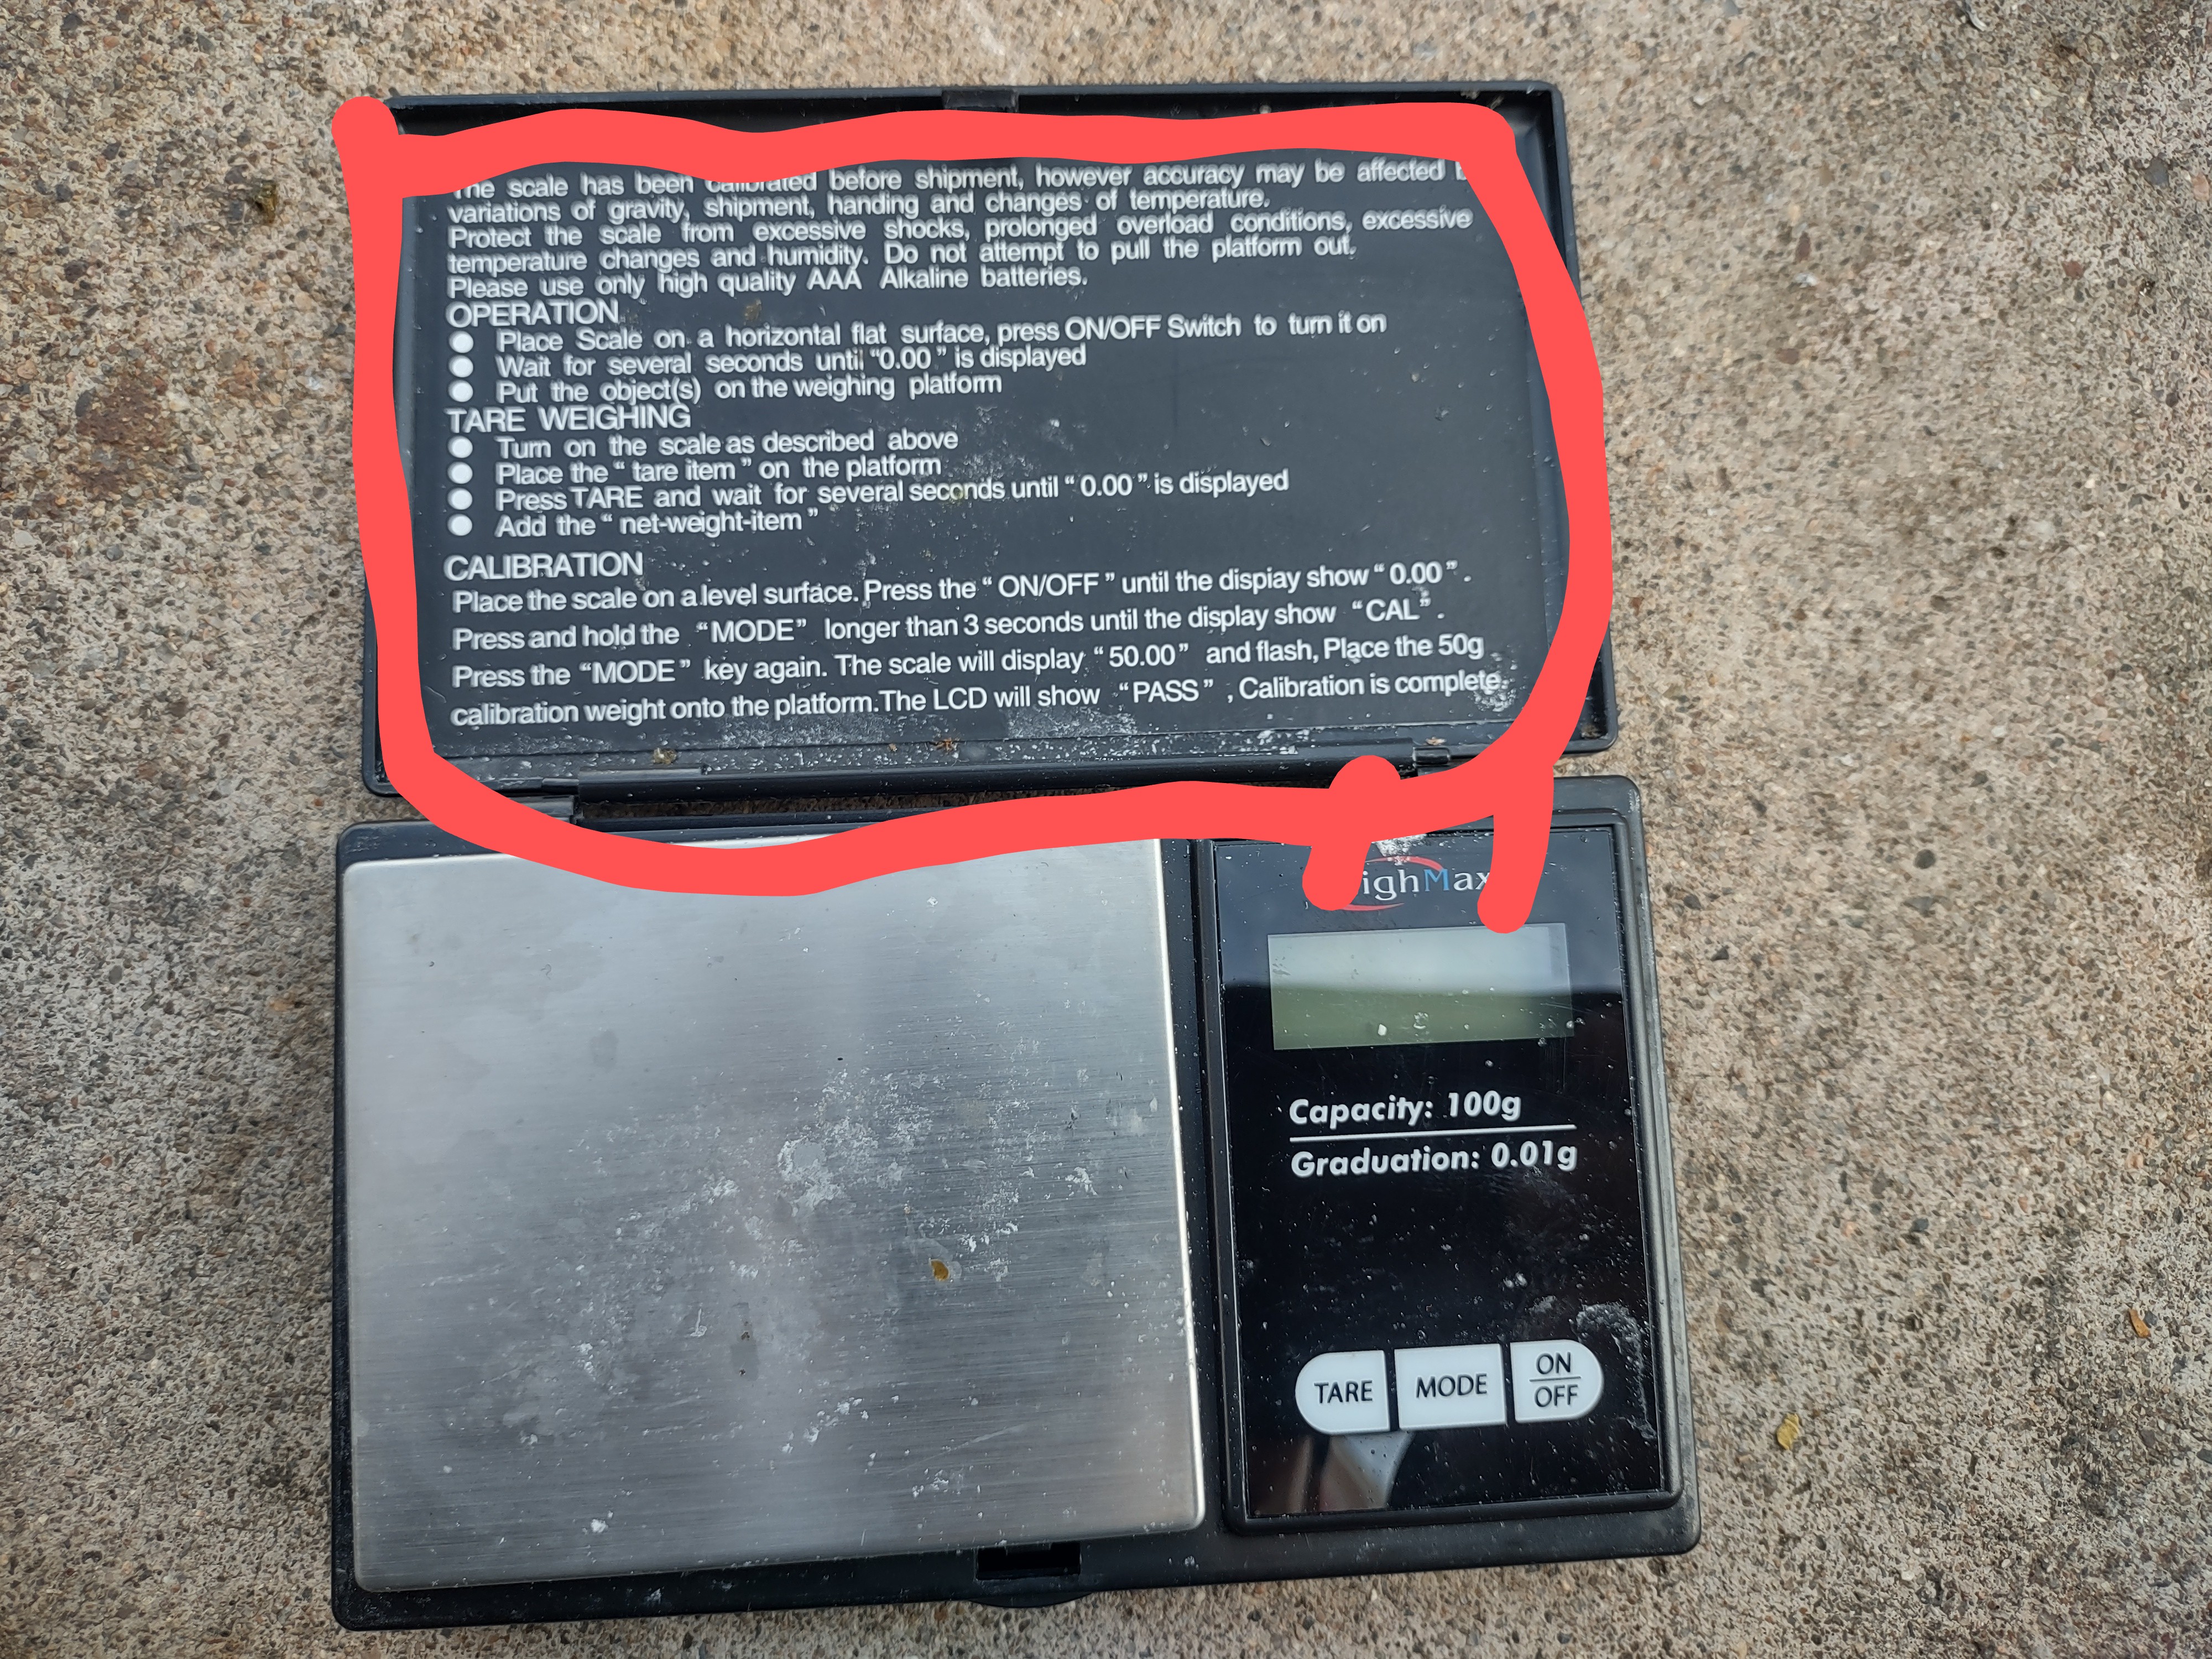 The scale has been calibrated before shipment, however accuracy may be affected
variations of gravity, shipment, handing and changes of temperature.
Protect the scale from excessive shocks, prolonged overload conditions, excessive
temperature changes and humidity. Do not attempt to pull the platform out.
Please use only high quality AAA Alkaline batteries.
OPERATION
● Place Scale on a horizontal flat surface, press ON/OFF Switch to turn it on
● Wait for several seconds until “0.00” is displayed
● Put the object(s) on the weighing platform
TARE WEIGHING
● Turn on the scale as described above
● Place the “ tare item ” on the platform
● Press TARE and wait for several seconds until “ 0.00 ” is displayed
● Add the “ net-weight-item ”
CALIBRATION
Place the scale on a level surface. Press the “ ON/OFF ” until the dispiay show “ 0.00 ” .
Press and hold the “MODE” longer than 3 seconds until the display show “CAL” .
Press the “MODE” key again. The scale will display “ 50.00” and flash, Place the 50g
calibration weight onto the platform.The LCD will show “PASS” , Calibration is complete.
ighMax
Capacity: 100g
Graduation: 0.01g
TARE MODE ON
OFF